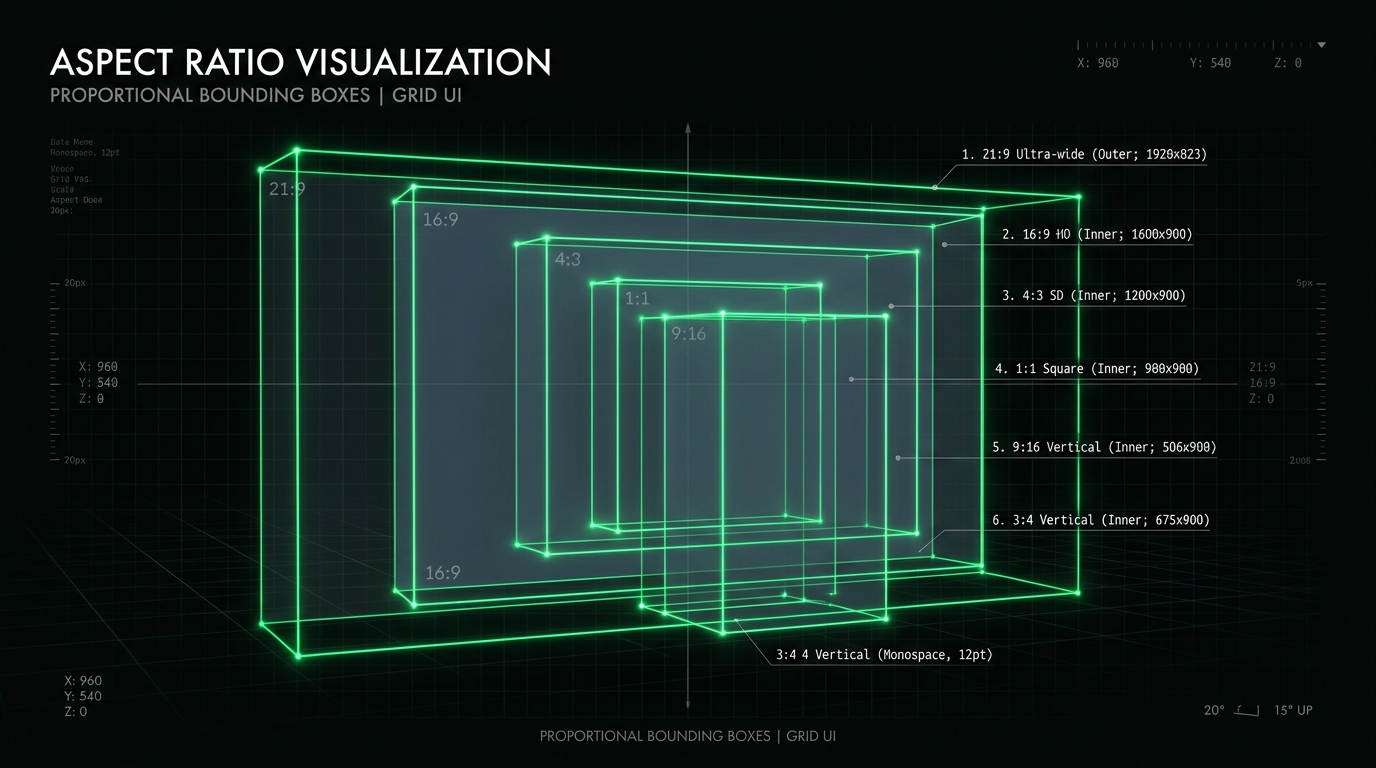 ASPECT RATIO VISUALIZATION
PROPORTIONAL BOUNDING BOXES | GRID UI
X: 960 Y: 540 Z: 0
Monospace, 12pt
20px
X: 960
Y: 540
Z: 0
20px
X: 960
Y: 540
Z: 0
21:9
16:9
4:3
1:1
9:16
16:9
1. 21:9 Ultra-wide (Outer; 1920x823)
2. 16:9 HO (Inner; 1600x900)
3. 4:3 SD (Inner; 1200x900)
4. 1:1 Square (Inner; 980x900)
5. 9:16 Vertical (Inner; 506x900)
6. 3:4 Vertical (Inner; 675x900)
3:4 4 Vertical (Monospace, 12pt)
5px
21:9
16:9
Z: 0
20° 15° UP
PROPORTIONAL BOUNDING BOXES | GRID UI